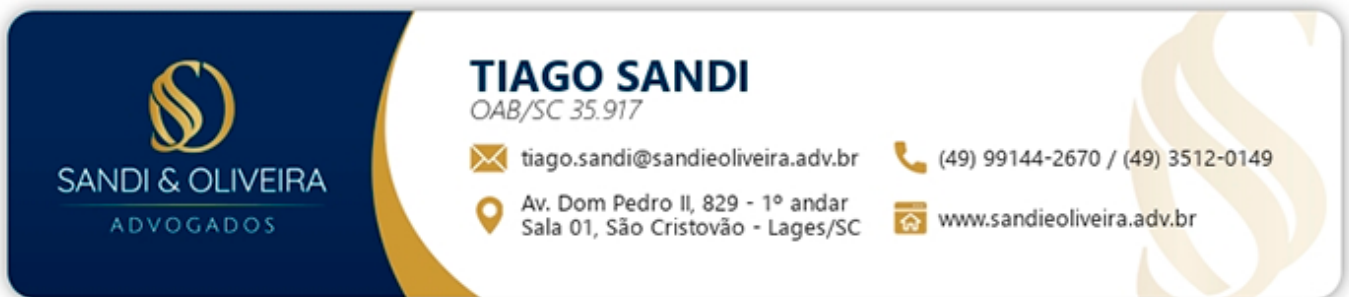 SANDI & OLIVEIRA
ADVOGADOS
TIAGO SANDI
OAB/SC 35.917
tiago.sandi@sandieoliveira.adv.br
(49) 99144-2670 / (49) 3512-0149
Av. Dom Pedro II, 829 - 1º andar
Sala 01, São Cristovão - Lages/SC
www.sandieoliveira.adv.br